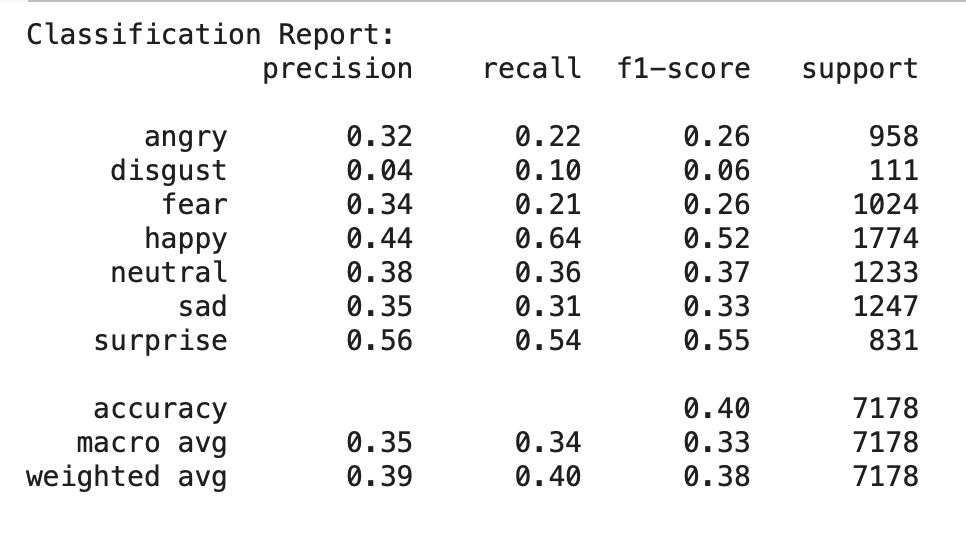 Classification Report:
precision recall f1-score support
angry 0.32 0.22 0.26 958
disgust 0.04 0.10 0.06 111
fear 0.34 0.21 0.26 1024
happy 0.44 0.64 0.52 1774
neutral 0.38 0.36 0.37 1233
sad 0.35 0.31 0.33 1247
surprise 0.56 0.54 0.55 831
accuracy 0.40 7178
macro avg 0.35 0.34 0.33 7178
weighted avg 0.39 0.40 0.38 7178